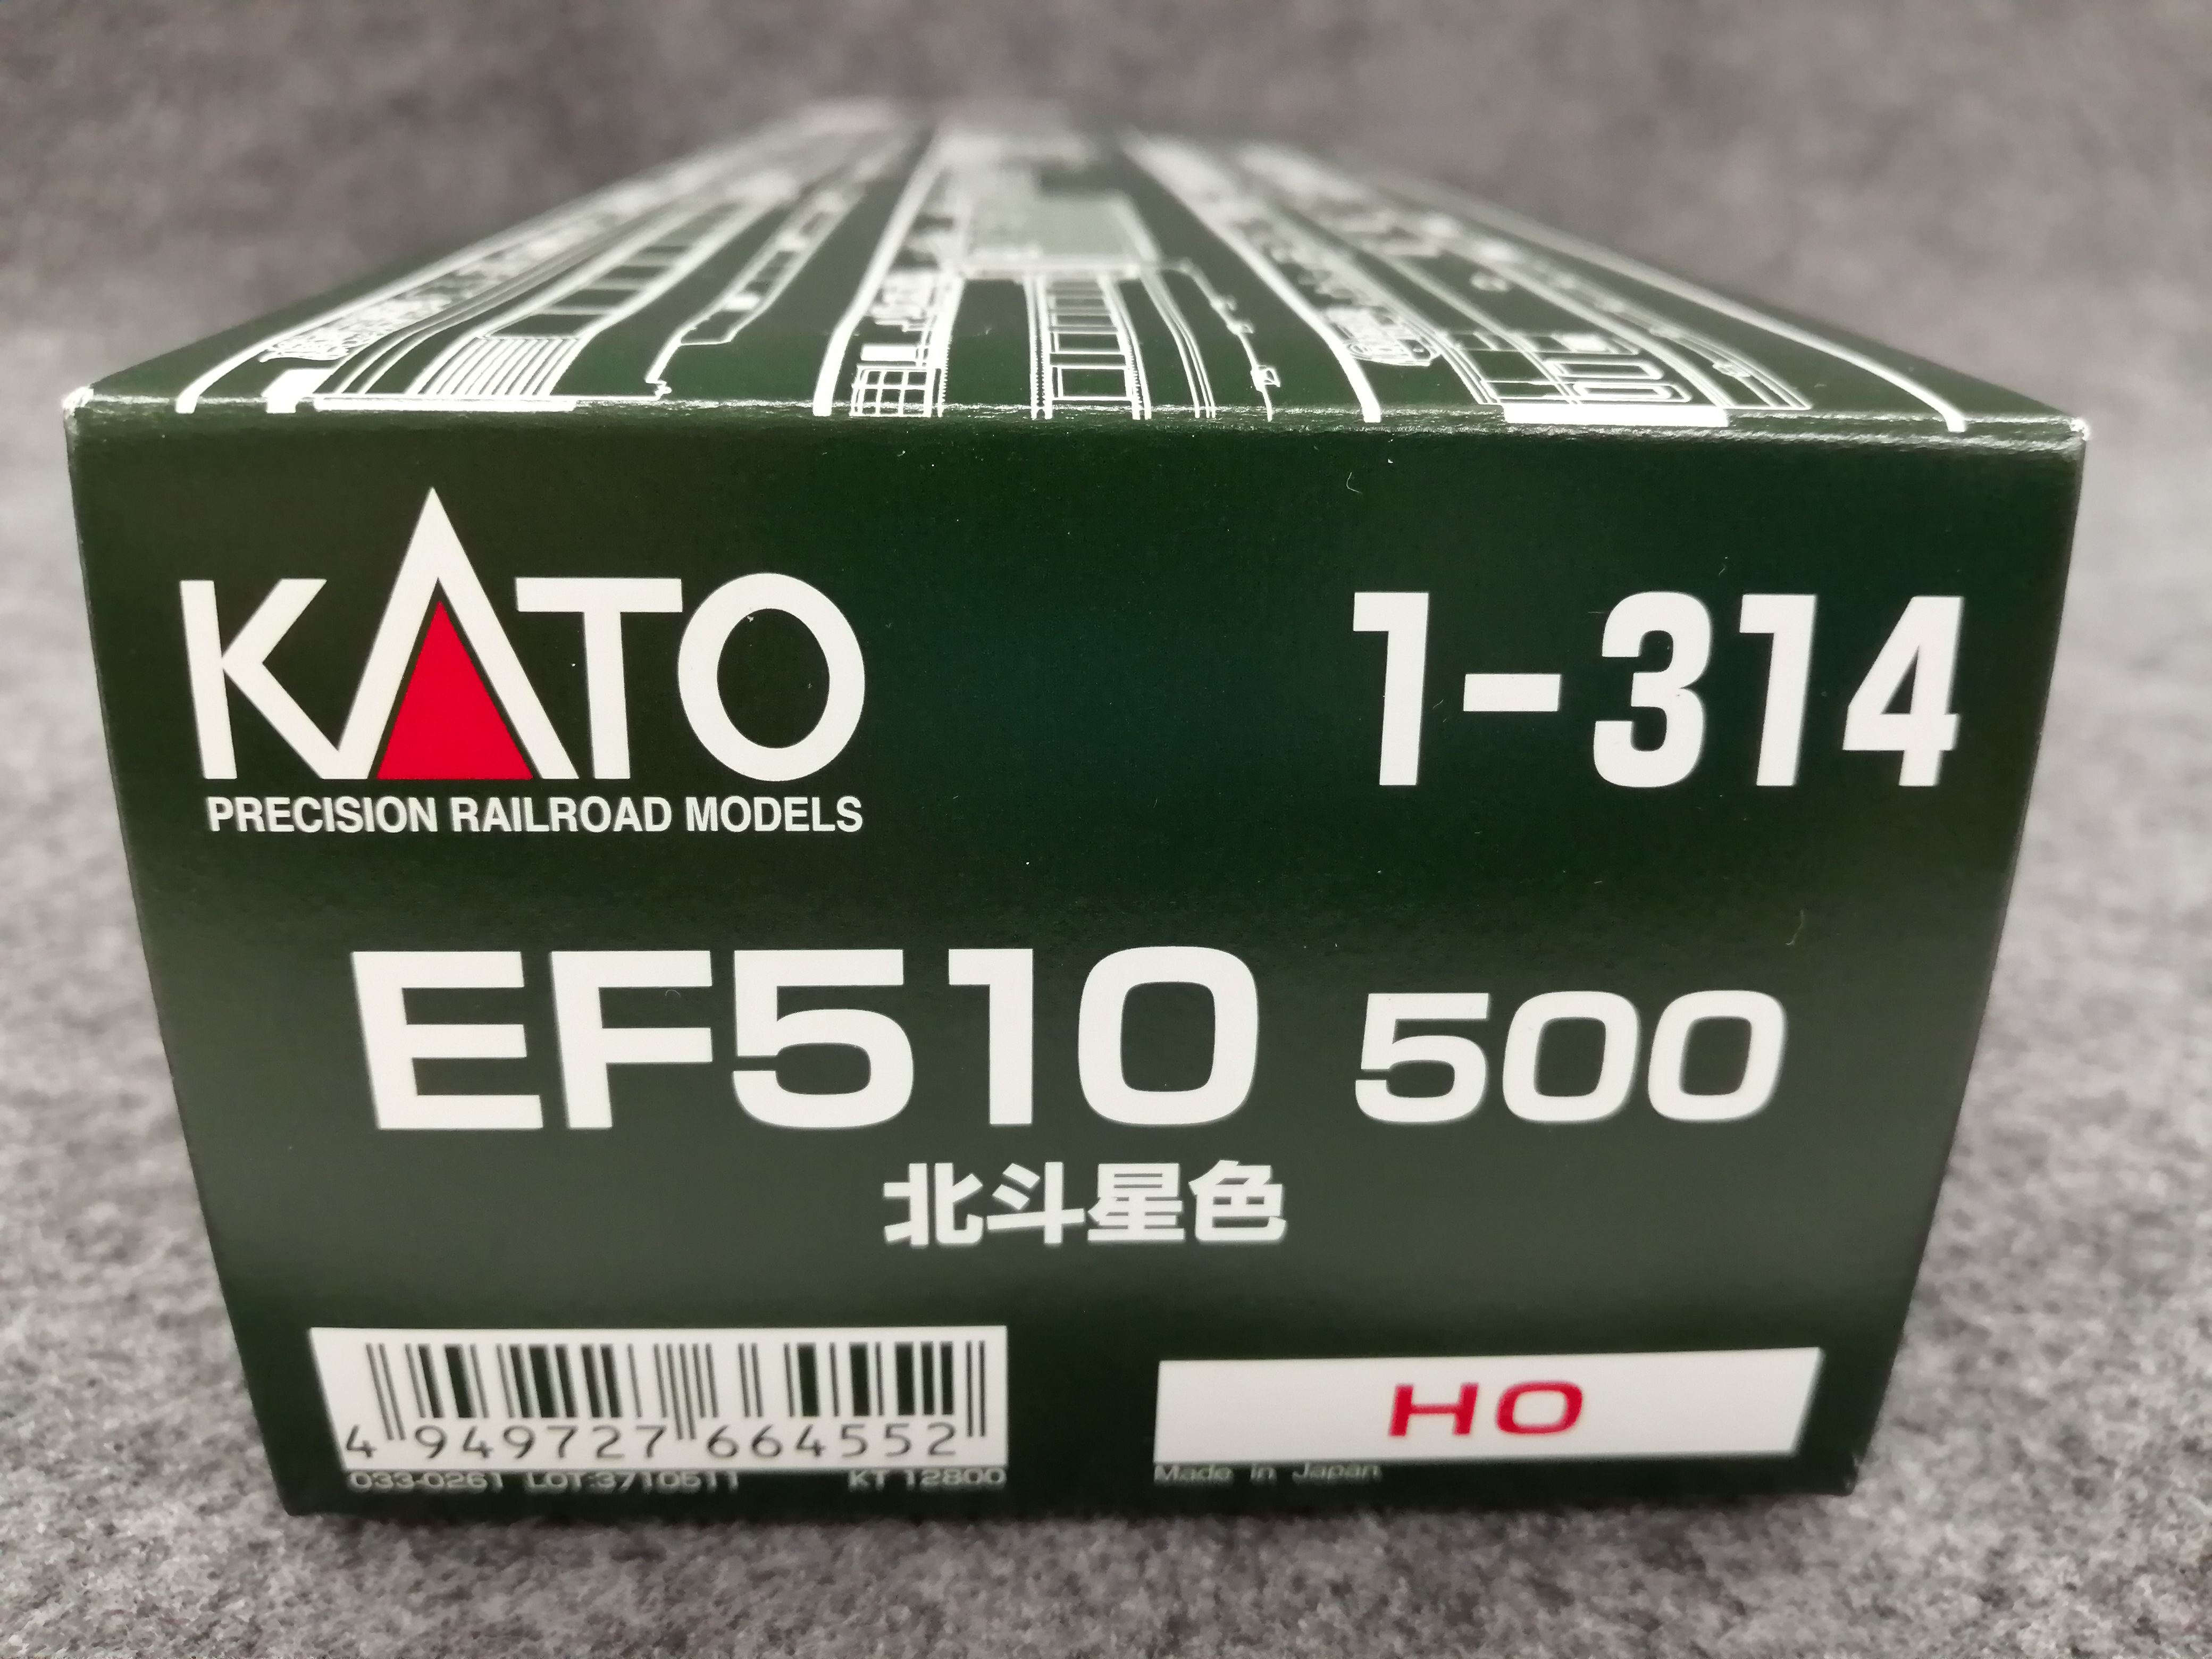 KATO
PRECISION RAILROAD MODELS
1-314
EF510 500
北斗星色
4 949727 664552
033-0261 LOT:3710511 KT 12800
HO
Made in Japan